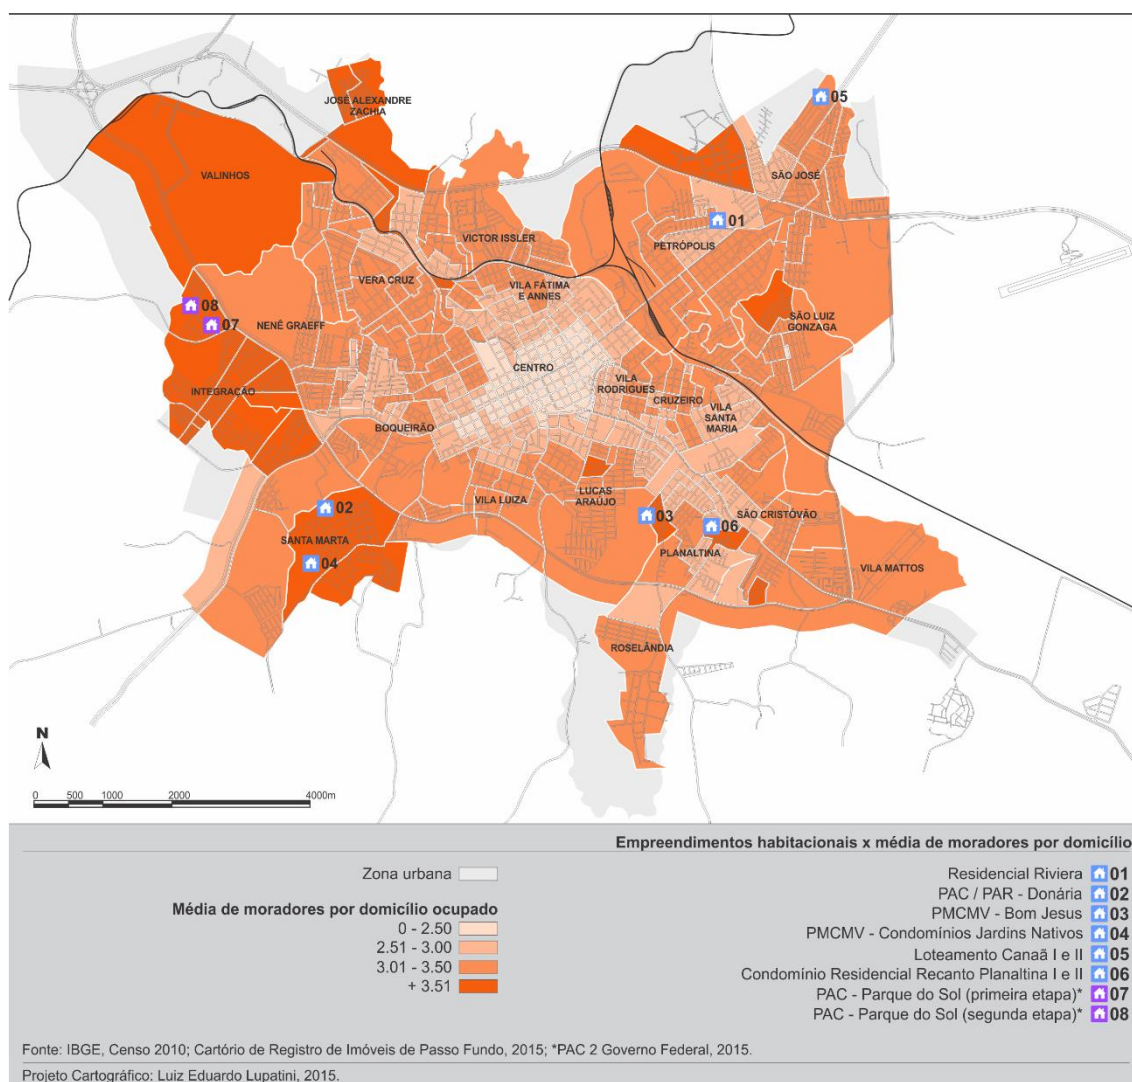 05
JOSÉ ALEXANDRE
ZACHIA
VALINHOS
SÃO JOSÉ
01
VICTOR ISSLER
PETRÓPOLIS
VERA CRUZ
VILA FÁTIMA
E ANNES
08
07
NENÊ GRAEFF
SÃO LUIZ
GONZAGA
CENTRO
INTEGRAÇÃO
VILA
RODRIGUES
CRUZEIRO
VILA
SANTA
MARIA
BOQUEIRÃO
VILA LUIZA
LUCAS
ARAÚJO
02
03
SÃO CRISTÓVÃO
06
SANTA MARTA
PLANALTINA
04
VILA MATTOS
ROSELÂNDIA
N
0 500 1000 2000 4000m
Empreendimentos habitacionais x média de moradores por domicílio
Zona urbana
Média de moradores por domicílio ocupado
0 - 2.50
2.51 - 3.00
3.01 - 3.50
+ 3.51
Residencial Riviera 01
PAC / PAR - Donária 02
PMCMV - Bom Jesus 03
PMCMV - Condomínios Jardins Nativos 04
Loteamento Canaã I e II 05
Condomínio Residencial Recanto Planaltina I e II 06
PAC - Parque do Sol (primeira etapa)* 07
PAC - Parque do Sol (segunda etapa)* 08
Fonte: IBGE, Censo 2010; Cartório de Registro de Imóveis de Passo Fundo, 2015; *PAC 2 Governo Federal, 2015.
Projeto Cartográfico: Luiz Eduardo Lupatini, 2015.